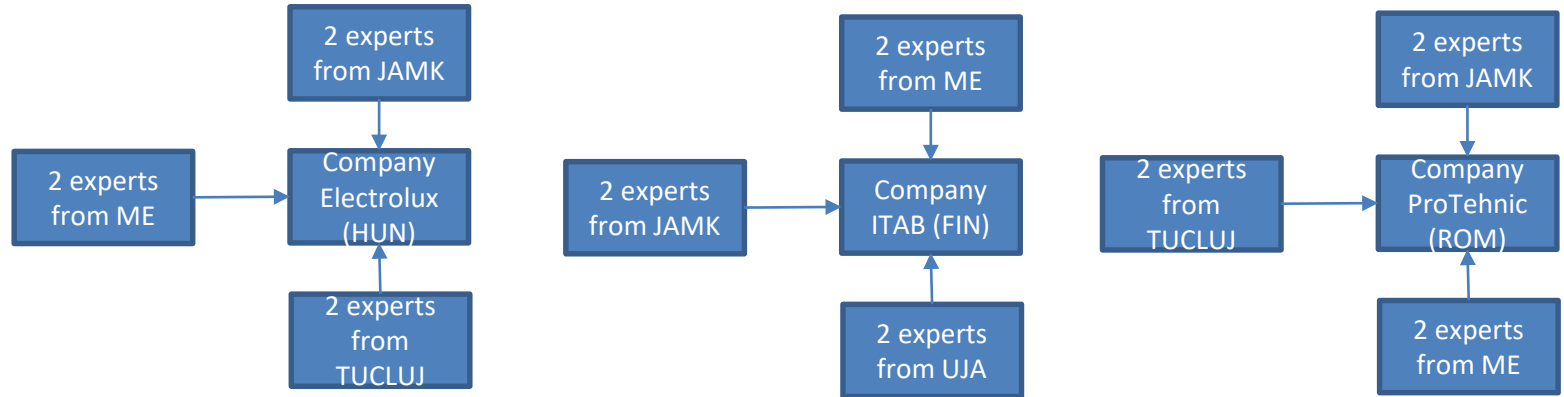 2 experts
from JAMK
2 experts
from ME
Company
Electrolux
(HUN)
2 experts
from
TUCLUJ
2 experts
from ME
2 experts
from JAMK
Company
ITAB (FIN)
2 experts
from UJA
2 experts
from JAMK
2 experts
from
TUCLUJ
Company
ProTehnic
(ROM)
2 experts
from ME